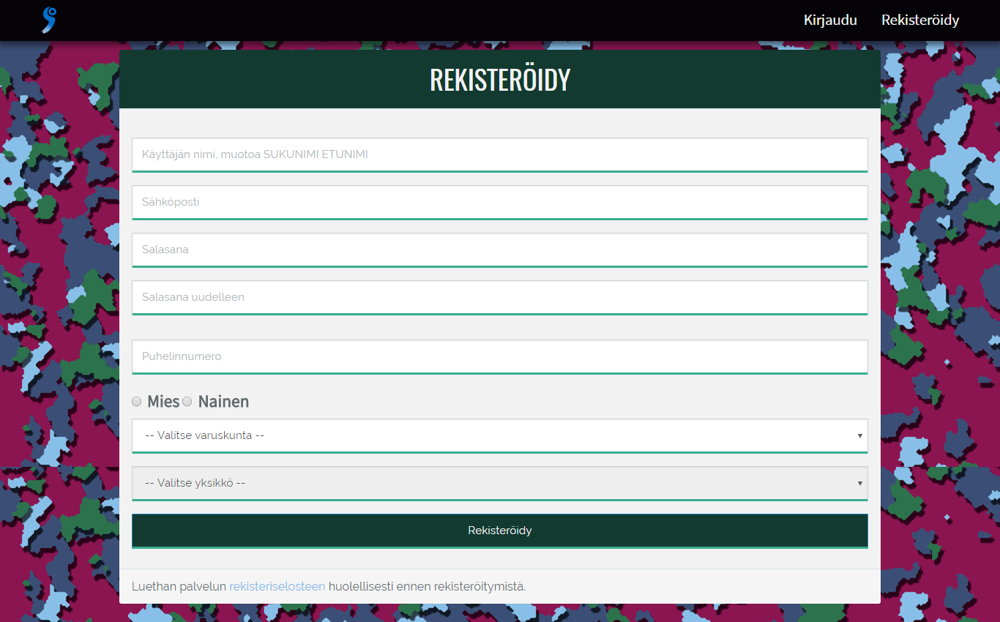 Kirjaudu Rekisteröidy
REKISTERÖIDY
Käyttäjän nimi, muotoa SUKUNIMI ETUNIMI
Sähköposti
Salasana
Salasana uudelleen
Puhelinnumero
Mies Nainen
-- Valitse varuskunta --
-- Valitse yksikkö --
Rekisteröidy
Luethan palvelun rekisteriselosteen huolellisesti ennen rekisteröitymistä.